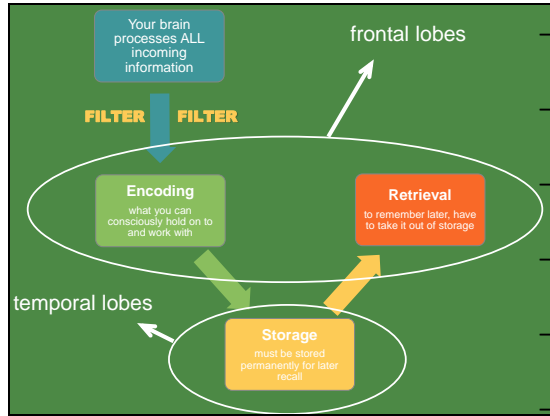 Your brain
processes ALL
incoming
information
frontal lobes
FILTER FILTER
Encoding
what you can
consciously hold on to
and work with
Retrieval
to remember later, have
to take it out of storage
temporal lobes
Storage
must be stored
permanently for later
recall